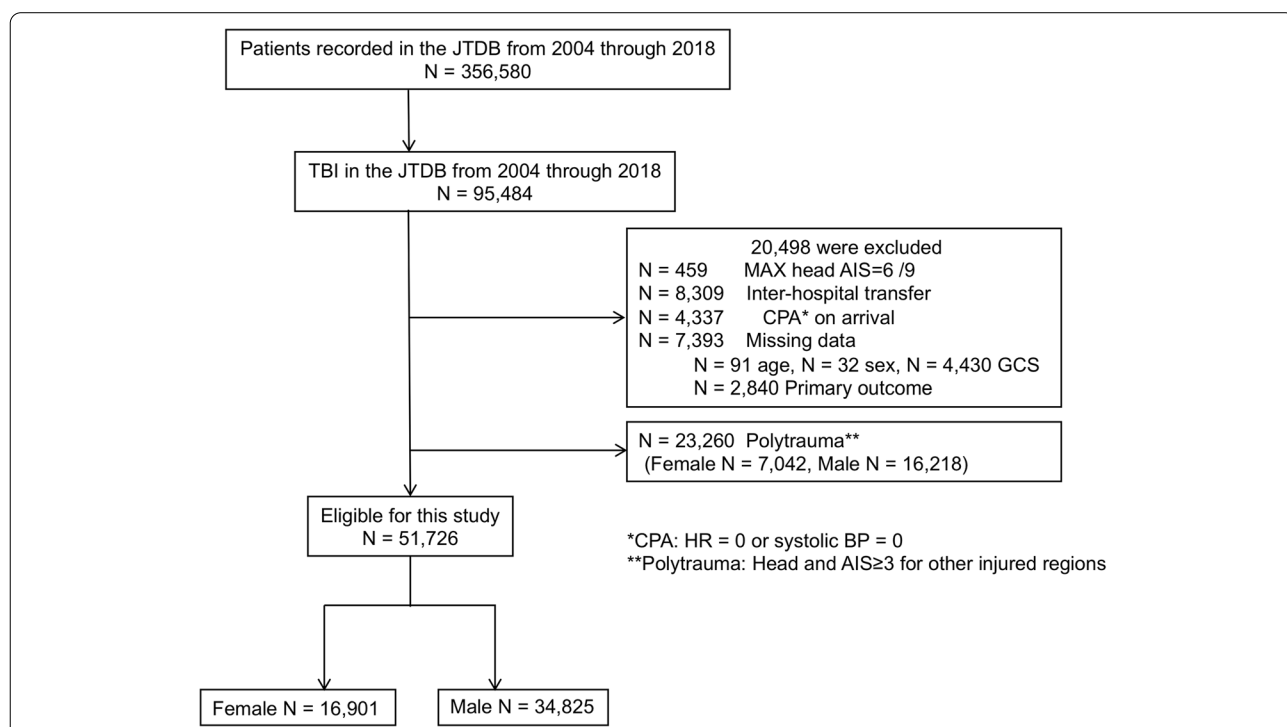 Patients recorded in the JTDB from 2004 through 2018
N = 356,580
TBI in the JTDB from 2004 through 2018
N = 95,484
20,498 were excluded
N = 459 MAX head AIS=6 /9
N = 8,309 Inter-hospital transfer
N = 4,337 CPA* on arrival
N = 7,393 Missing data
N = 91 age, N = 32 sex, N = 4,430 GCS
N = 2,840 Primary outcome
N = 23,260 Polytrauma**
(Female N = 7,042, Male N = 16,218)
Eligible for this study
N = 51,726
*CPA: HR = 0 or systolic BP = 0
**Polytrauma: Head and AIS≥3 for other injured regions
Female N = 16,901
Male N = 34,825